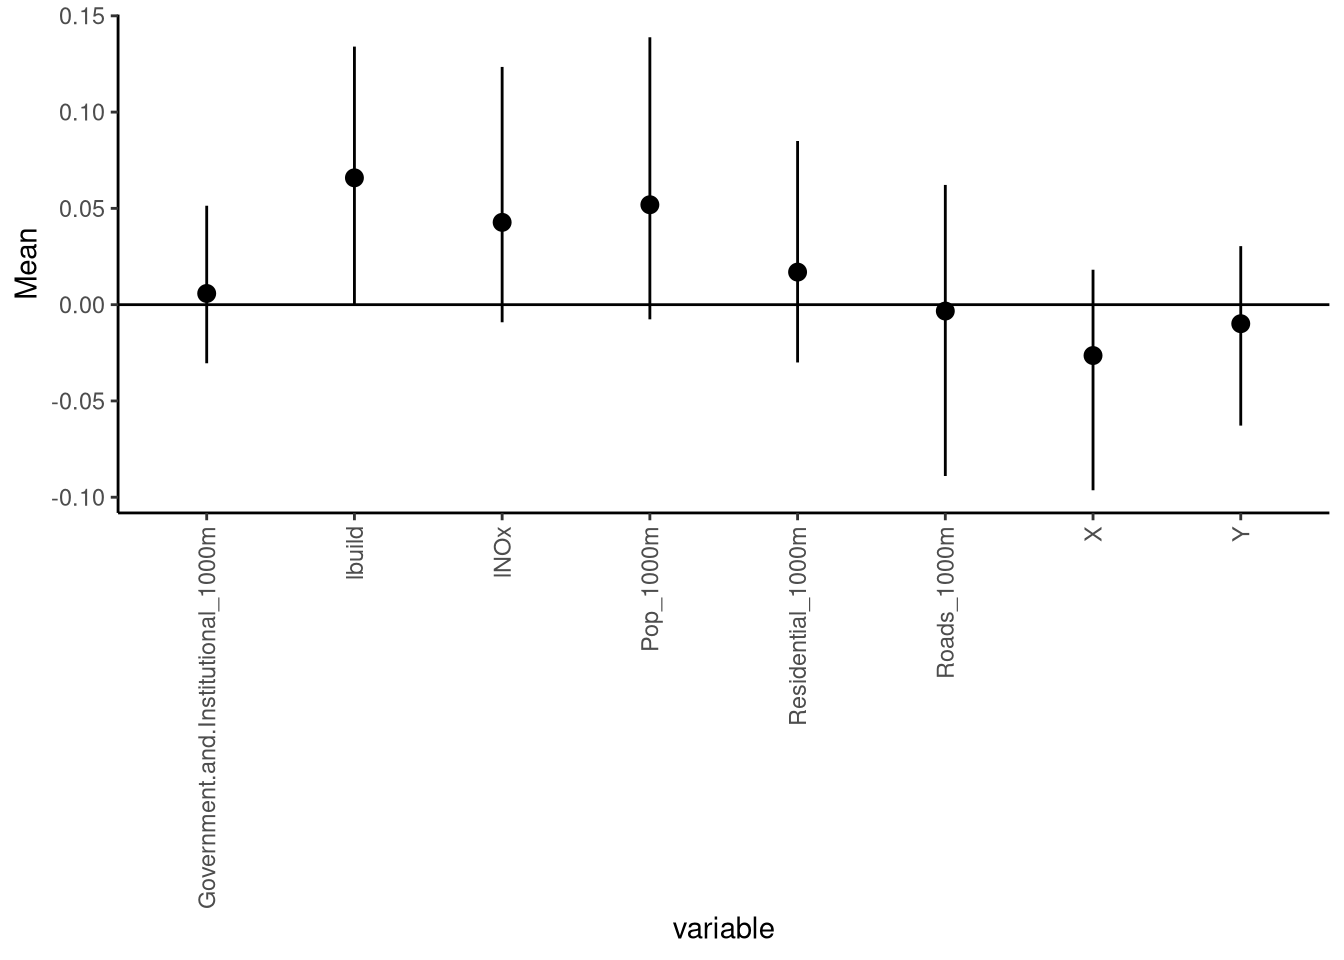 0.15
0.10
0.05
0.00
-0.05
-0.10
Mean
Government.and.Institutional_1000m
lbuild
lNOx
Pop_1000m
Residential_1000m
Roads_1000m
X
Y
variable